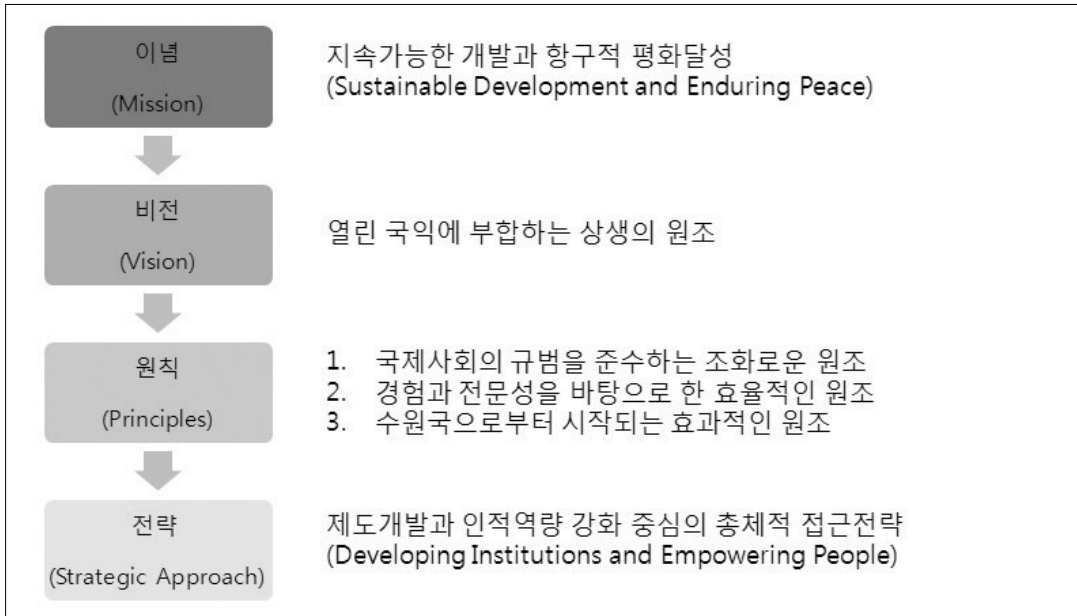 이념
(Mission)
지속가능한 개발과 항구적 평화달성
(Sustainable Development and Enduring Peace)
비전
(Vision)
열린 국익에 부합하는 상생의 원조
원칙
(Principles)
1. 국제사회의 규범을 준수하는 조화로운 원조
2. 경험과 전문성을 바탕으로 한 효율적인 원조
3. 수원국으로부터 시작되는 효과적인 원조
전략
(Strategic Approach)
제도개발과 인적역량 강화 중심의 총체적 접근전략
(Developing Institutions and Empowering People)